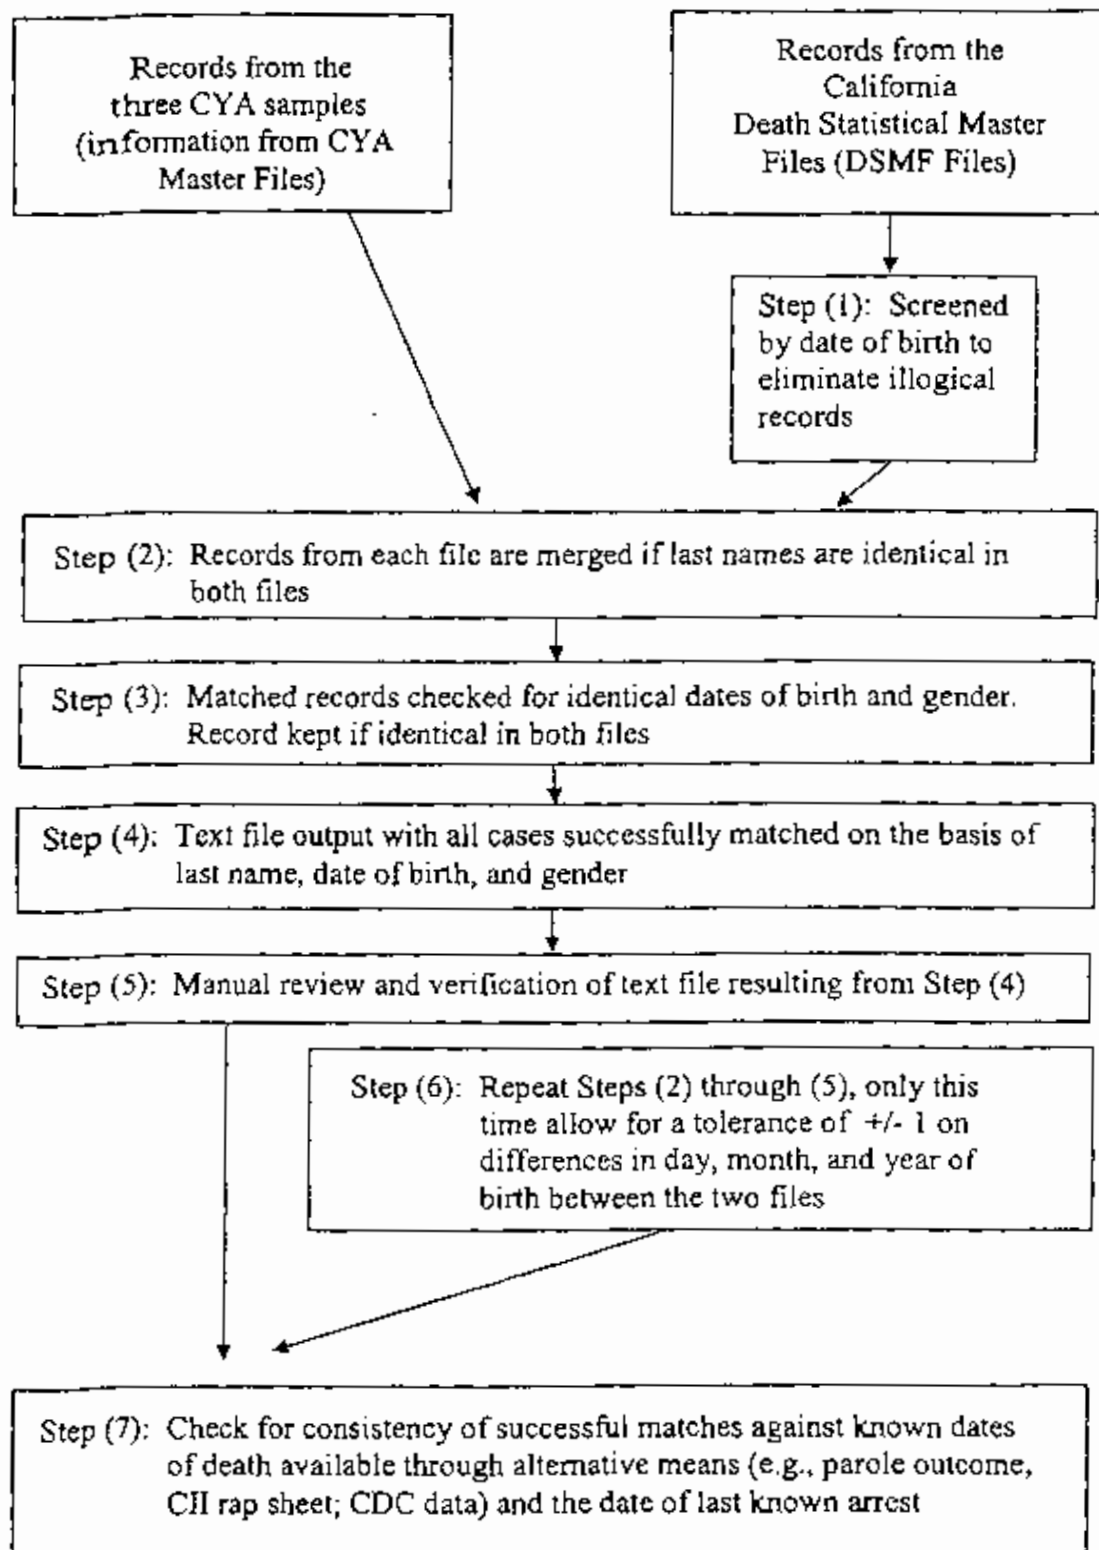 Records from the
three CYA samples
(information from CYA
Master Files)
Records from the
California
Death Statistical Master
Files (DSMF Files)
Step (1): Screened
by date of birth to
eliminate illogical
records
Step (2): Records from each file are merged if last names are identical in
both files
Step (3): Matched records checked for identical dates of birth and gender.
Record kept if identical in both files
Step (4): Text file output with all cases successfully matched on the basis of
last name, date of birth, and gender
Step (5): Manual review and verification of text file resulting from Step (4)
Step (6): Repeat Steps (2) through (5), only this
time allow for a tolerance of +/- 1 on
differences in day, month, and year of
birth between the two files
Step (7): Check for consistency of successful matches against known dates
of death available through alternative means (e.g., parole outcome,
CII rap sheet; CDC data) and the date of last known arrest